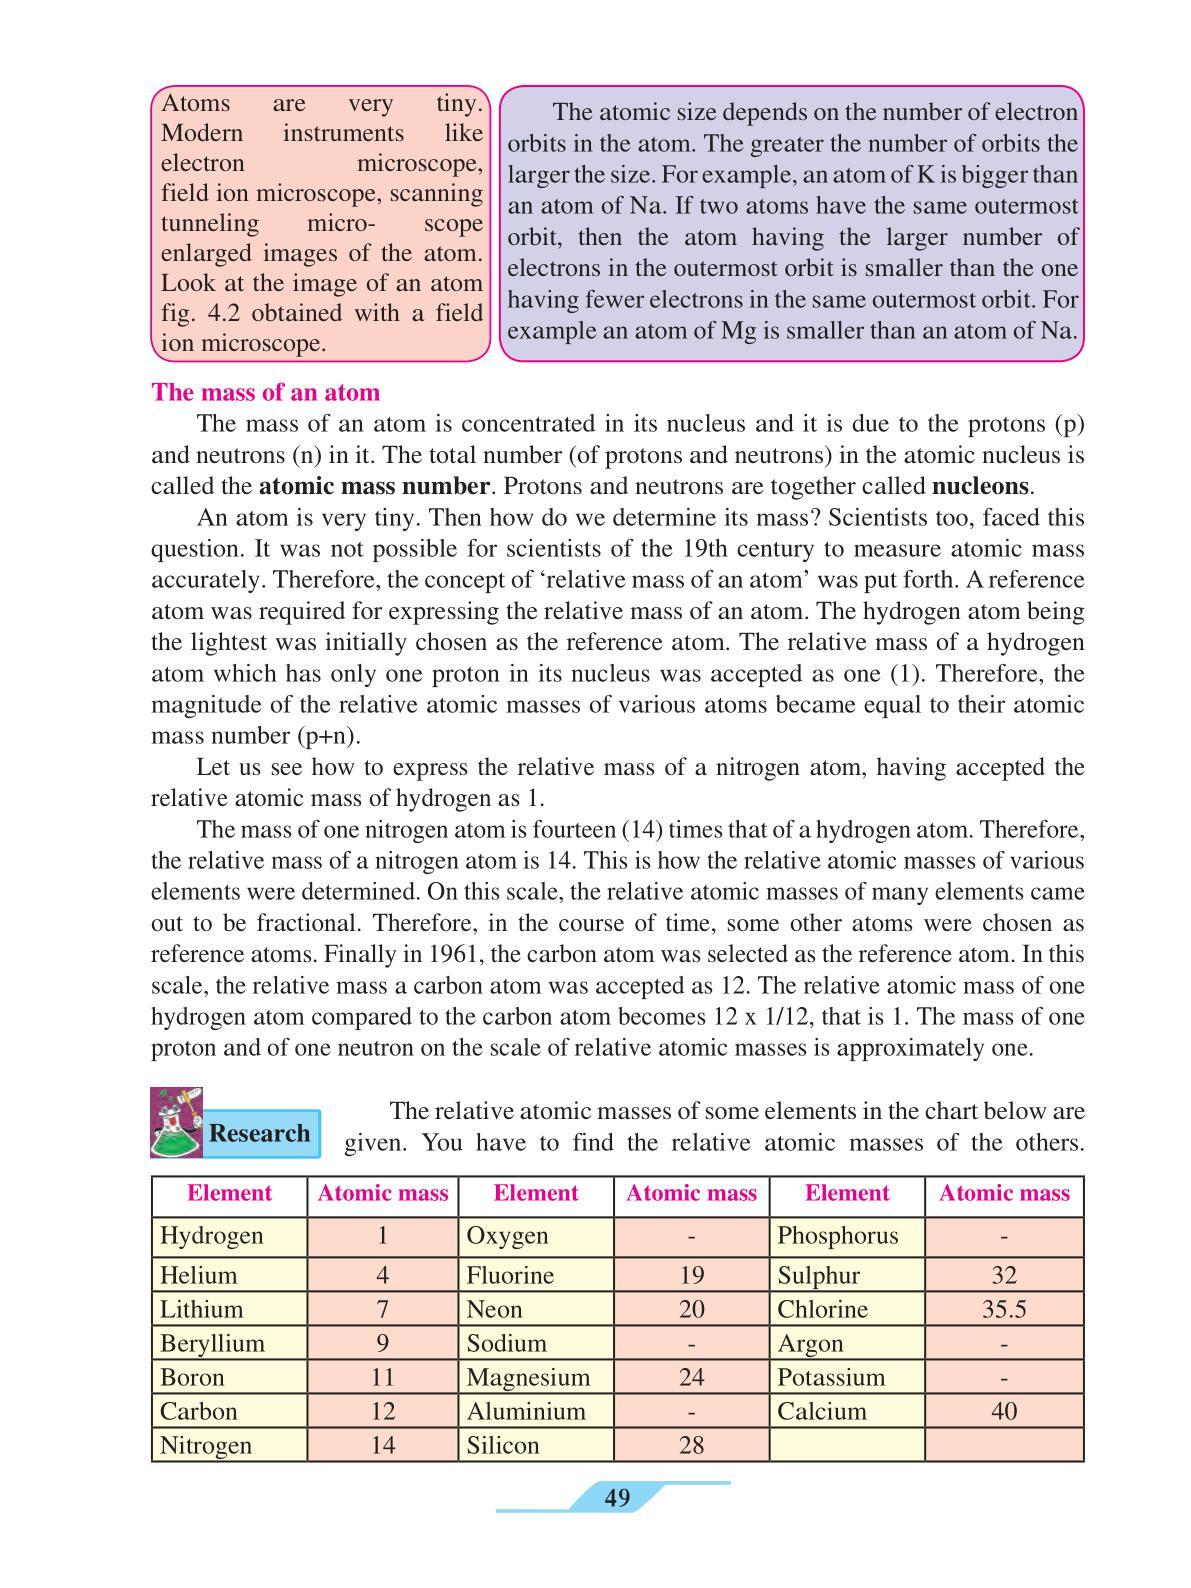 Atoms are very tiny.
Modern instruments like
electron microscope,
field ion microscope, scanning
tunneling micro- scope
enlarged images of the atom.
Look at the image of an atom
fig. 4.2 obtained with a field
ion microscope.
The atomic size depends on the number of electron
orbits in the atom. The greater the number of orbits the
larger the size. For example, an atom of K is bigger than
an atom of Na. If two atoms have the same outermost
orbit, then the atom having the larger number of
electrons in the outermost orbit is smaller than the one
having fewer electrons in the same outermost orbit. For
example an atom of Mg is smaller than an atom of Na.
The mass of an atom
The mass of an atom is concentrated in its nucleus and it is due to the protons (p)
and neutrons (n) in it. The total number (of protons and neutrons) in the atomic nucleus is
called the atomic mass number. Protons and neutrons are together called nucleons.
An atom is very tiny. Then how do we determine its mass? Scientists too, faced this
question. It was not possible for scientists of the 19th century to measure atomic mass
accurately. Therefore, the concept of ‘relative mass of an atom’ was put forth. A reference
atom was required for expressing the relative mass of an atom. The hydrogen atom being
the lightest was initially chosen as the reference atom. The relative mass of a hydrogen
atom which has only one proton in its nucleus was accepted as one (1). Therefore, the
magnitude of the relative atomic masses of various atoms became equal to their atomic
mass number (p+n).
Let us see how to express the relative mass of a nitrogen atom, having accepted the
relative atomic mass of hydrogen as 1.
The mass of one nitrogen atom is fourteen (14) times that of a hydrogen atom. Therefore,
the relative mass of a nitrogen atom is 14. This is how the relative atomic masses of various
elements were determined. On this scale, the relative atomic masses of many elements came
out to be fractional. Therefore, in the course of time, some other atoms were chosen as
reference atoms. Finally in 1961, the carbon atom was selected as the reference atom. In this
scale, the relative mass a carbon atom was accepted as 12. The relative atomic mass of one
hydrogen atom compared to the carbon atom becomes 12 x 1/12, that is 1. The mass of one
proton and of one neutron on the scale of relative atomic masses is approximately one.
Research
The relative atomic masses of some elements in the chart below are
given. You have to find the relative atomic masses of the others.
Element Atomic mass Element Atomic mass Element Atomic mass
Hydrogen 1 Oxygen - Phosphorus -
Helium 4 Fluorine 19 Sulphur 32
Lithium 7 Neon 20 Chlorine 35.5
Beryllium 9 Sodium - Argon -
Boron 11 Magnesium 24 Potassium -
Carbon 12 Aluminium - Calcium 40
Nitrogen 14 Silicon 28
49